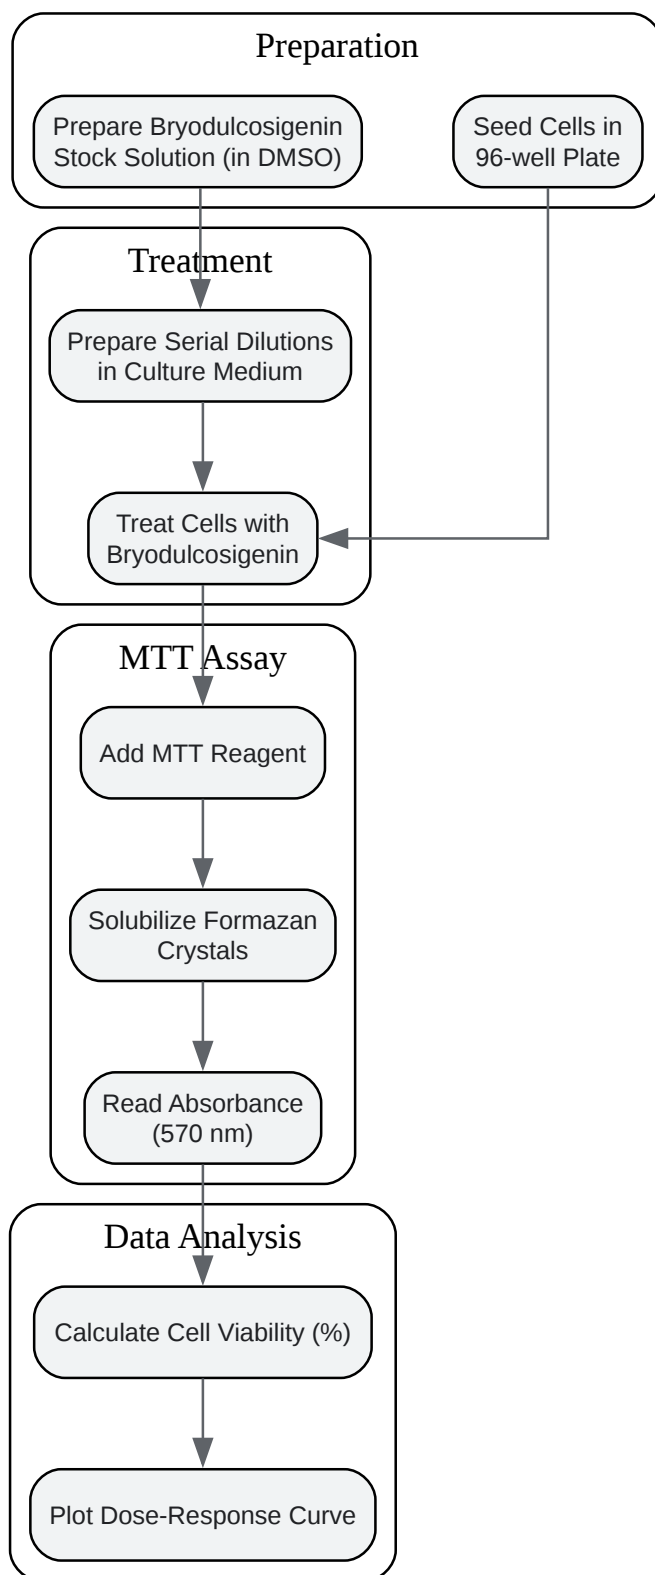 Preparation
Prepare Bryodulcosigenin
Stock Solution (in DMSO)
Seed Cells in
96-well Plate
Treatment
Prepare Serial Dilutions
in Culture Medium
Treat Cells with
Bryodulcosigenin
MTT Assay
Add MTT Reagent
Solubilize Formazan
Crystals
Read Absorbance
(570 nm)
Data Analysis
Calculate Cell Viability (%)
Plot Dose-Response Curve